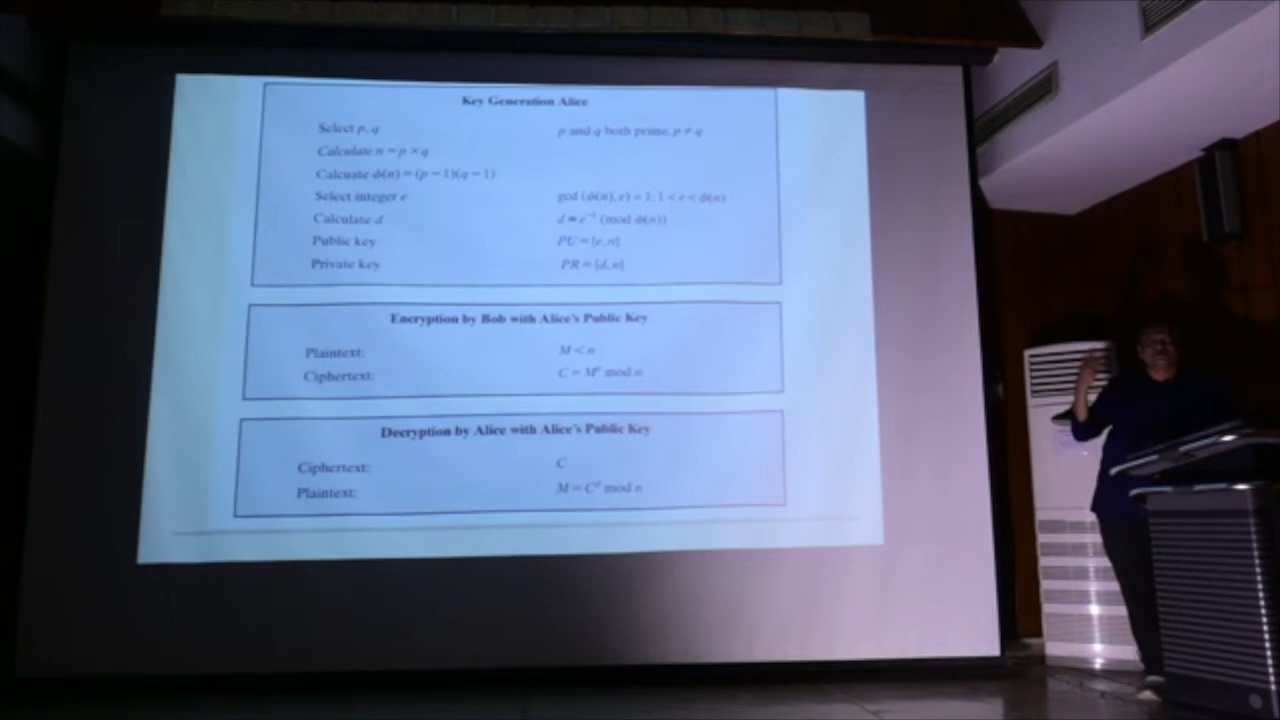 Key Generation Alice
Select p, q p and q both prime, p ≠ q
Calculate n = p × q
Calcuate ϕ(n) = (p − 1)(q − 1)
Select integer e gcd (ϕ(n), e) = 1; 1 < e < ϕ(n)
Calculate d d ≡ e⁻¹ (mod ϕ(n))
Public key PU = {e, n}
Private key PR = {d, n}
Encryption by Bob with Alice's Public Key
Plaintext: M < n
Ciphertext: C = Mᵉ mod n
Decryption by Alice with Alice's Public Key
Ciphertext: C
Plaintext: M = Cᵈ mod n